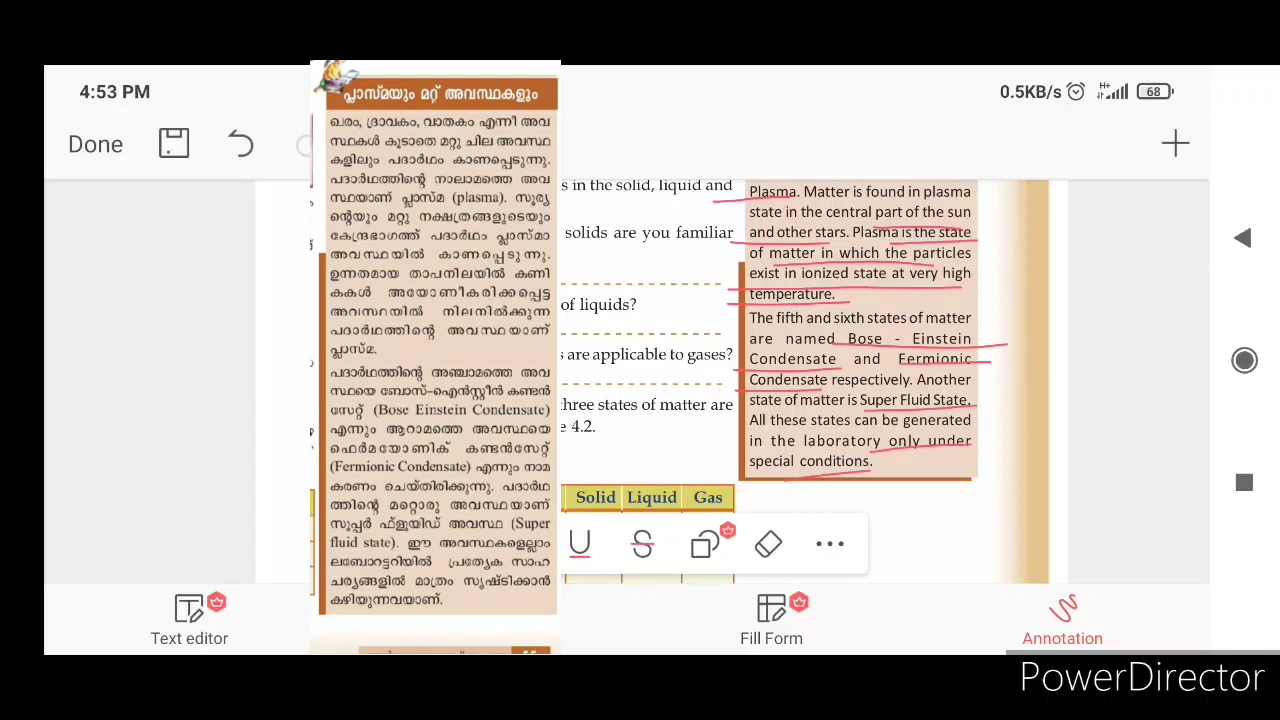 4:53 PM
0.5KB/s
H+
68
Done
പ്ലാസ്മയും മറ്റ് അവസ്ഥകളും
ഖരം, ദ്രാവകം, വാതകം എന്നീ അവ
സ്ഥകൾ കൂടാതെ മറ്റു ചില അവസ്ഥ
കളിലും പദാർഥം കാണപ്പെടുന്നു.
പദാർഥത്തിന്റെ നാലാമത്തെ അവ
സ്ഥയാണ് പ്ലാസ്മ (plasma). സൂര്യ
ന്റെയും മറ്റു നക്ഷത്രങ്ങളുടെയും
കേന്ദ്രഭാഗത്ത് പദാർഥം പ്ലാസ്മാ
അവസ്ഥയിൽ കാണപ്പെടുന്നു.
ഉന്നതമായ താപനിലയിൽ കണി
കകൾ അയോണീകരിക്കപ്പെട്ട
അവസ്ഥയിൽ നിലനിൽക്കുന്ന
പദാർഥത്തിന്റെ അവസ്ഥയാണ്
പ്ലാസ്മ.
പദാർഥത്തിന്റെ അഞ്ചാമത്തെ അവ
സ്ഥയെ ബോസ്-ഐൻസ്റ്റീൻ കണ്ടൻ
സേറ്റ് (Bose Einstein Condensate)
എന്നും ആറാമത്തെ അവസ്ഥയെ
ഫെർമയോണിക് കണ്ടൻസേറ്റ്
(Fermionic Condensate) എന്നും നാമ
കരണം ചെയ്തിരിക്കുന്നു. പദാർഥ
ത്തിന്റെ മറ്റൊരു അവസ്ഥയാണ്
സൂപ്പർ ഫ്ളൂയിഡ് അവസ്ഥ (Super
fluid state). ഈ അവസ്ഥകളെല്ലാം
ലബോറട്ടറിയിൽ പ്രത്യേക സാഹ
ചര്യങ്ങളിൽ മാത്രം സൃഷ്ടിക്കാൻ
കഴിയുന്നവയാണ്.
s in the solid, liquid and
solids are you familiar
of liquids?
s are applicable to gases?
three states of matter are
e 4.2.
Solid Liquid Gas
Plasma. Matter is found in plasma
state in the central part of the sun
and other stars. Plasma is the state
of matter in which the particles
exist in ionized state at very high
temperature.
The fifth and sixth states of matter
are named Bose - Einstein
Condensate and Fermionic
Condensate respectively. Another
state of matter is Super Fluid State.
All these states can be generated
in the laboratory only under
special conditions.
U S
Text editor
Fill Form
Annotation
PowerDirector